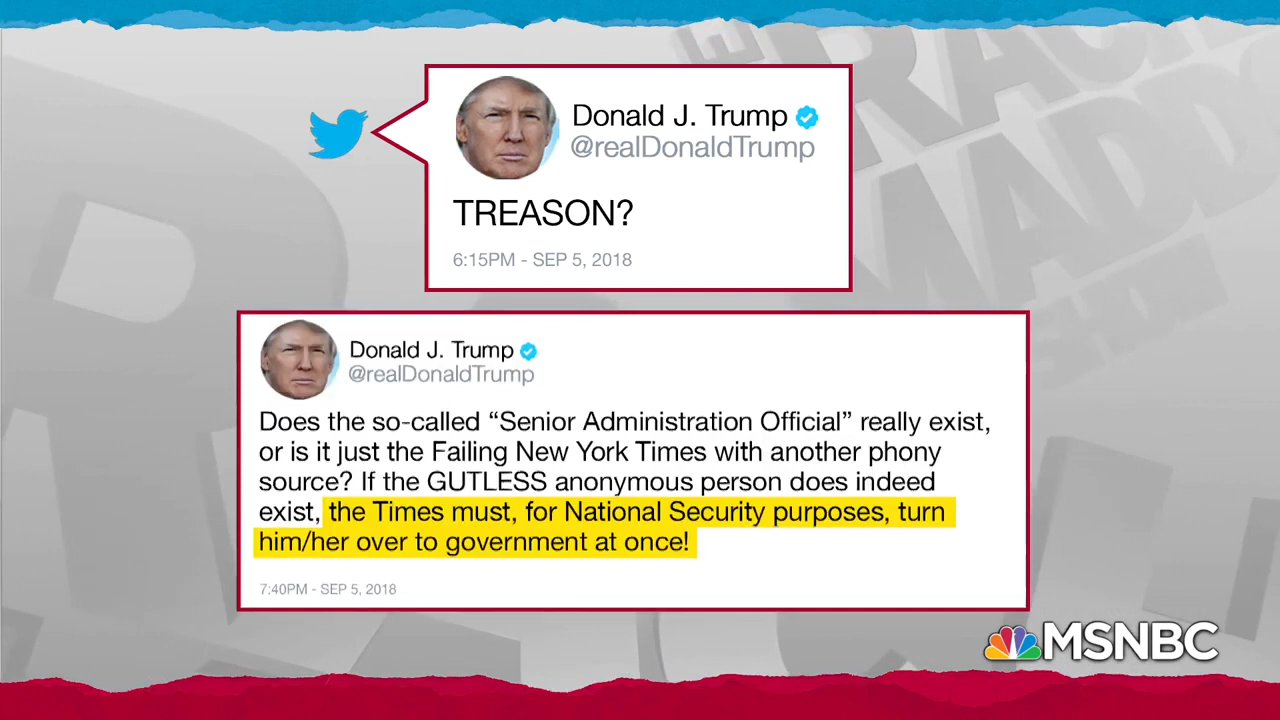 Donald J. Trump
@realDonaldTrump
TREASON?
6:15PM - SEP 5, 2018
Donald J. Trump
@realDonaldTrump
Does the so-called “Senior Administration Official” really exist,
or is it just the Failing New York Times with another phony
source? If the GUTLESS anonymous person does indeed
exist, the Times must, for National Security purposes, turn
him/her over to government at once!
7:40PM - SEP 5, 2018
MSNBC